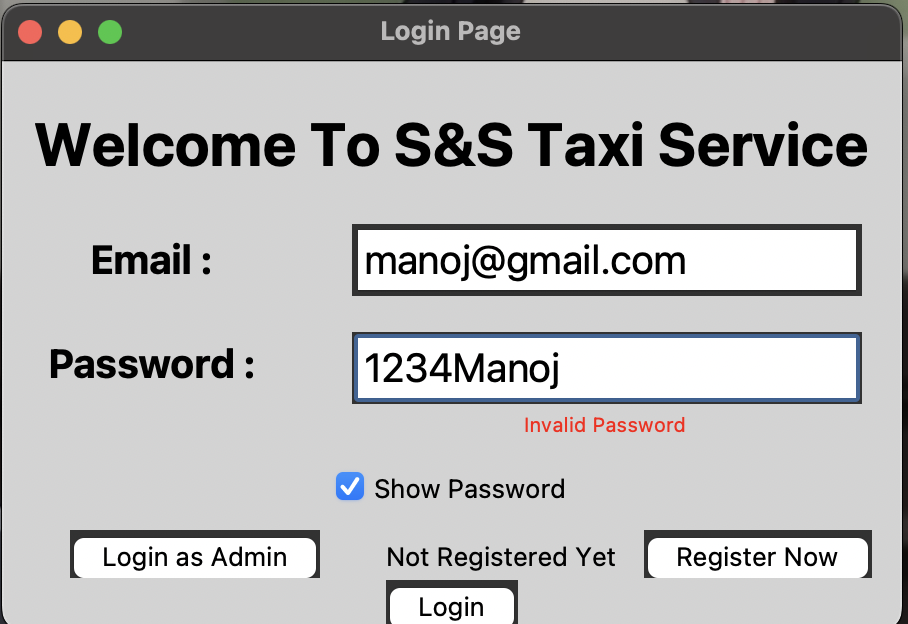 Login Page
Welcome To S&S Taxi Service
Email :
manoj@gmail.com
Password :
1234Manoj
Invalid Password
Show Password
Login as Admin
Not Registered Yet
Register Now
Login